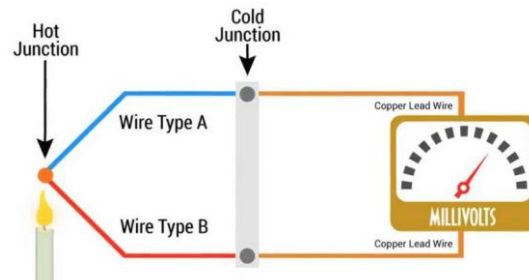 Hot
Junction
Cold
Junction
Wire Type A
Copper Lead Wire
MILLIVOLTS
Wire Type B
Copper Lead Wire